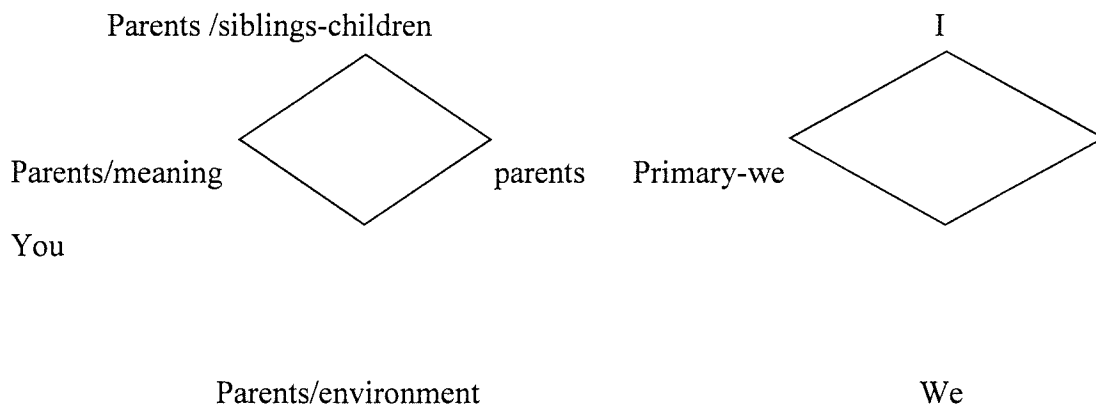 Parents /siblings-children I
Parents/meaning parents Primary-we
You
Parents/environment We